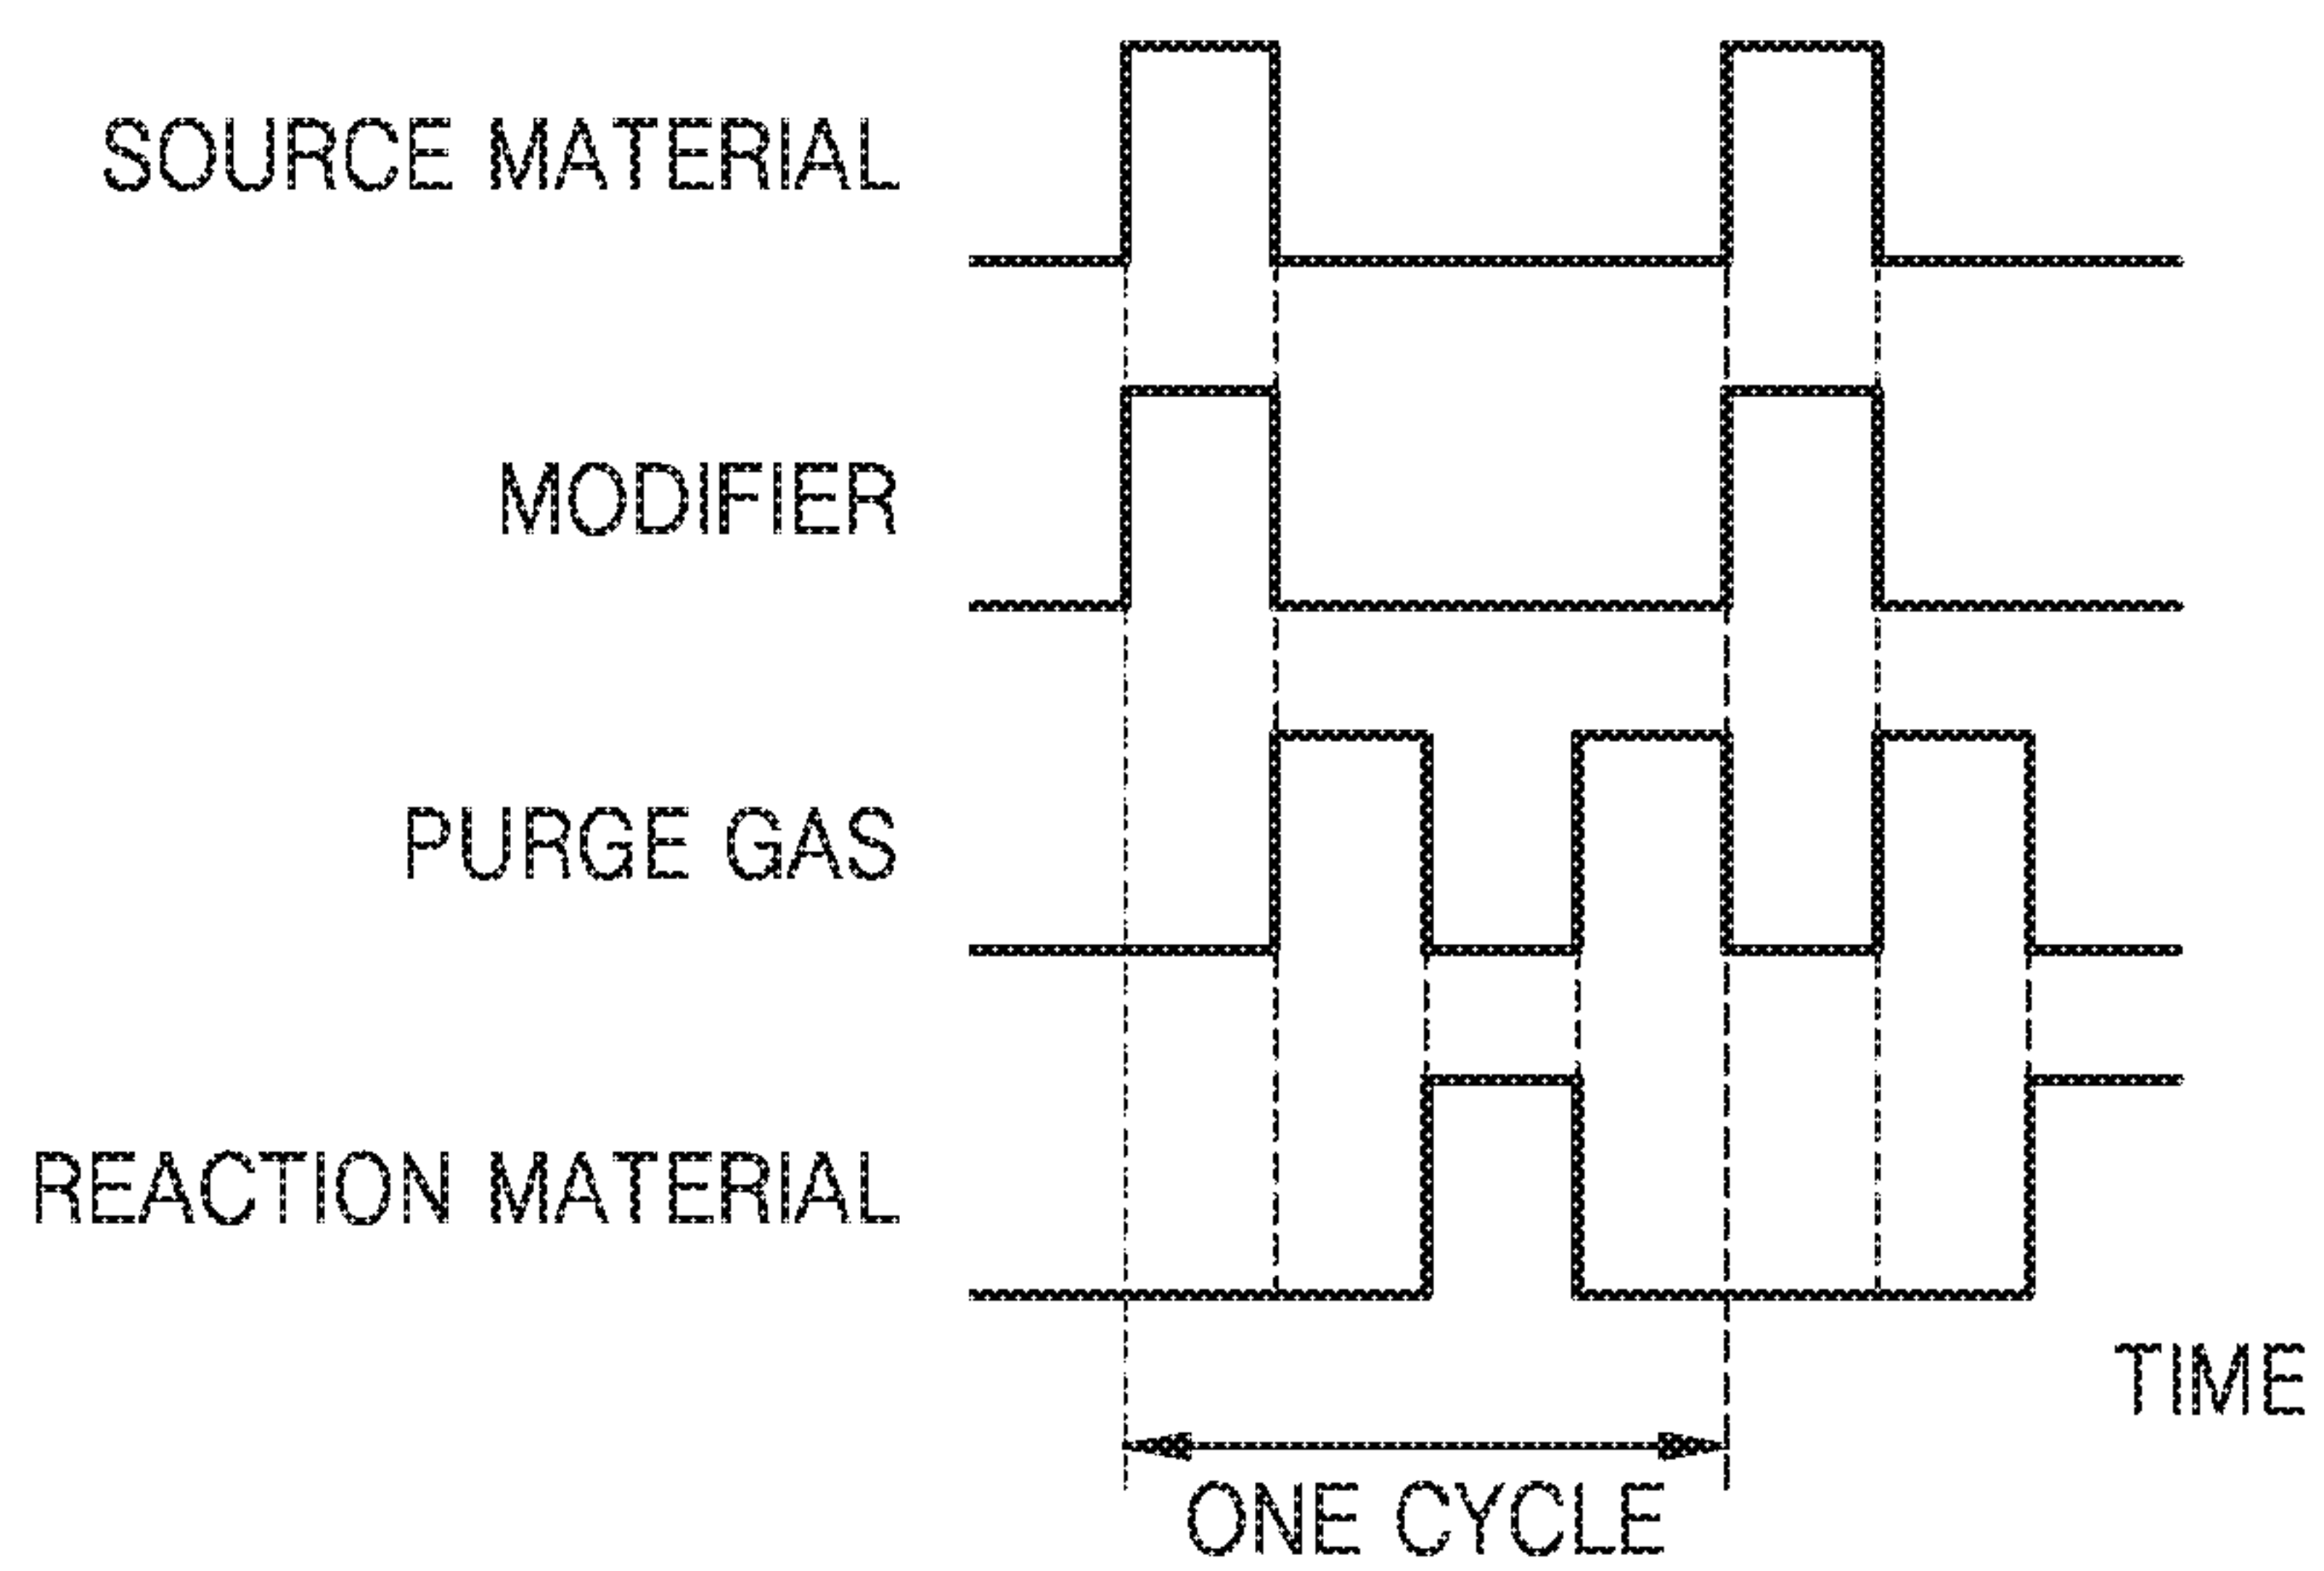 SOURCE MATERIAL
MODIFIER
PURGE GAS
REACTION MATERIAL
TIME
ONE CYCLE